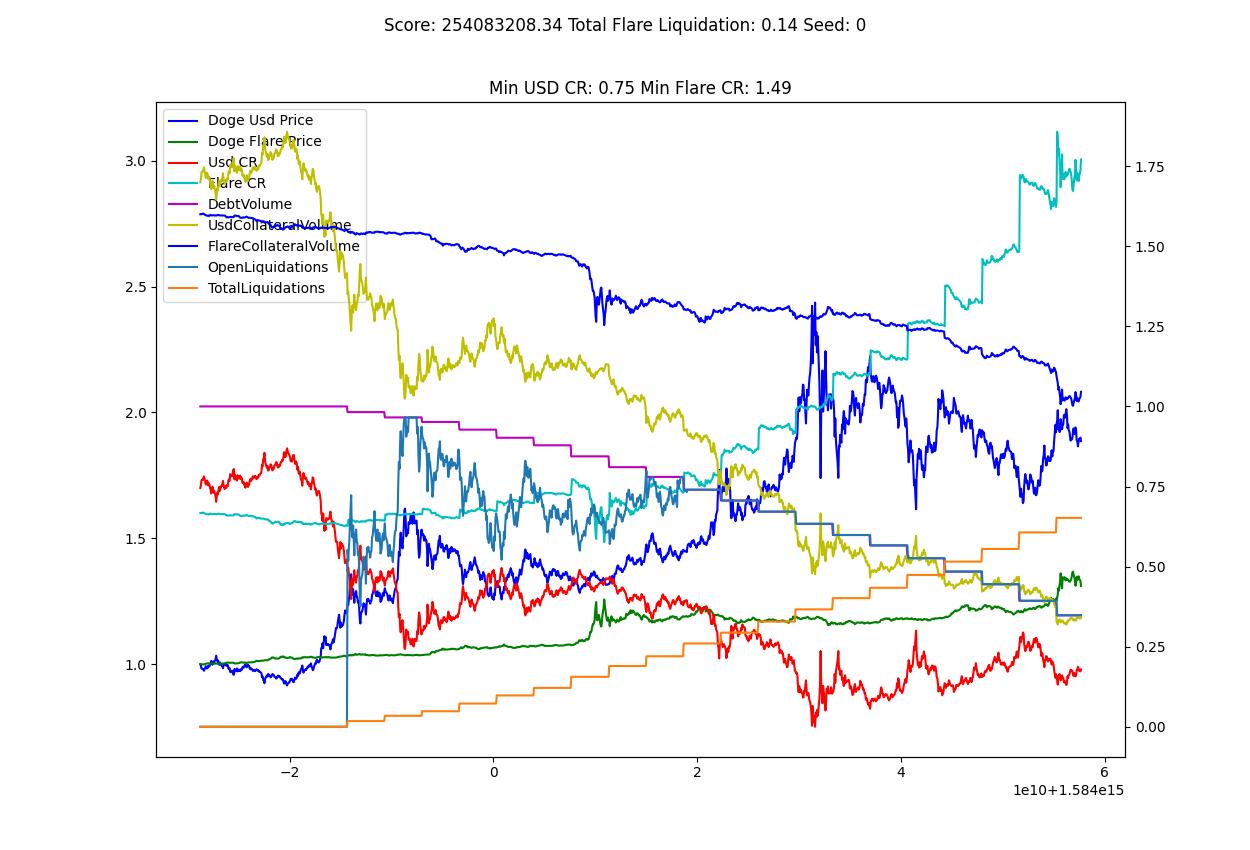 Score: 254083208.34 Total Flare Liquidation: 0.14 Seed: 0
Min USD CR: 0.75 Min Flare CR: 1.49
Doge Usd Price
Doge Flare Price
Usd CR
Flare CR
DebtVolume
UsdCollateralVolume
FlareCollateralVolume
OpenLiquidations
TotalLiquidations
3.0
2.5
2.0
1.5
1.0
1.75
1.50
1.25
1.00
0.75
0.50
0.25
0.00
−2
0
2
4
6
1e10+1.584e15